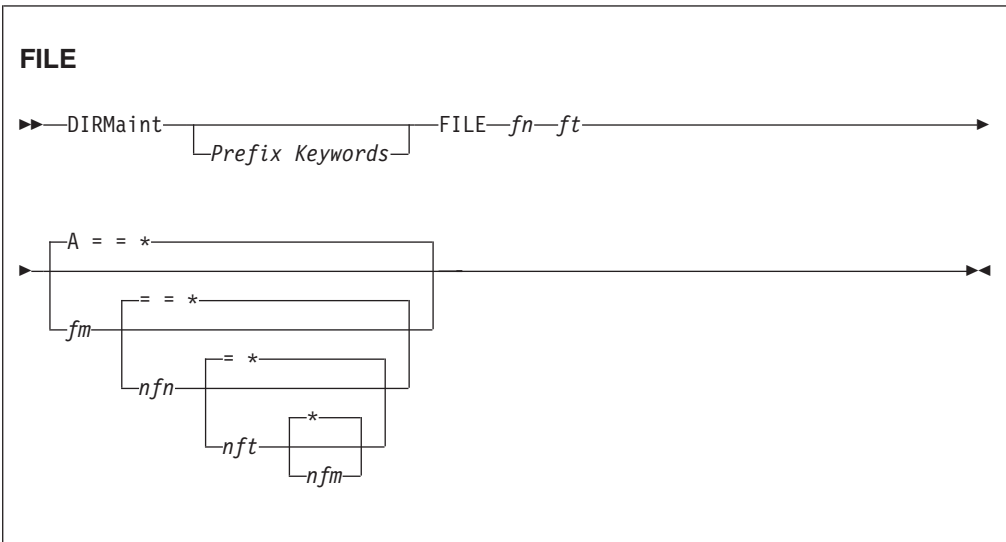 FILE
DIRMaint FILE fn ft
Prefix Keywords
A = = *
= = *
fm
= *
nfn
*
nft
nfm